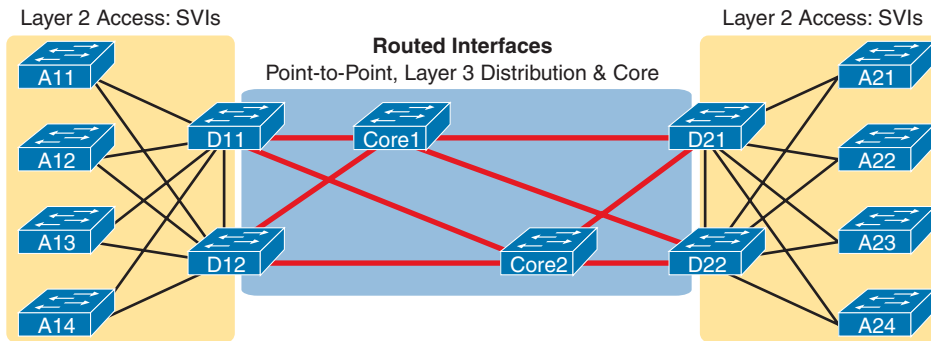 Layer 2 Access: SVIs
Layer 2 Access: SVIs
Routed Interfaces
Point-to-Point, Layer 3 Distribution & Core
A11
A21
D11
Core1
D21
A12
A22
A13
A23
D12
Core2
D22
A14
A24